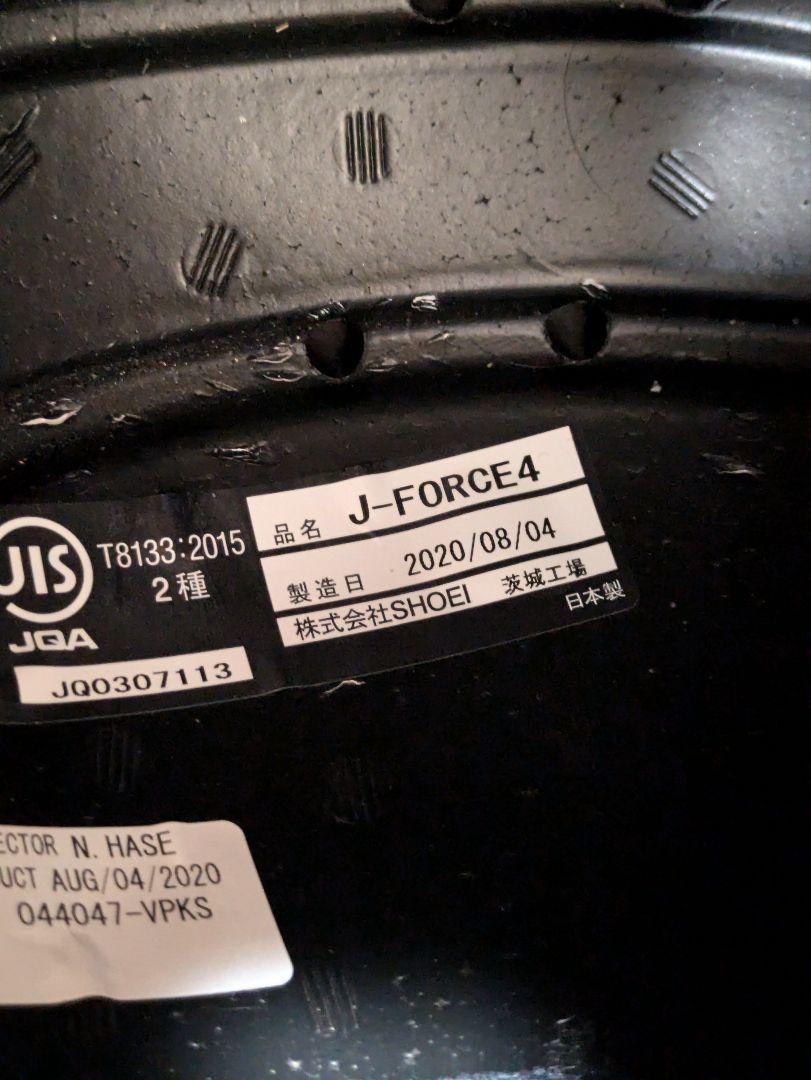 JIS
T8133:2015
2種
JQA
JQ0307113
品名 J-FORCE4
製造日 2020/08/04
株式会社SHOEI 茨城工場
日本製
ECTOR N. HASE
UCT AUG/04/2020
044047-VPKS